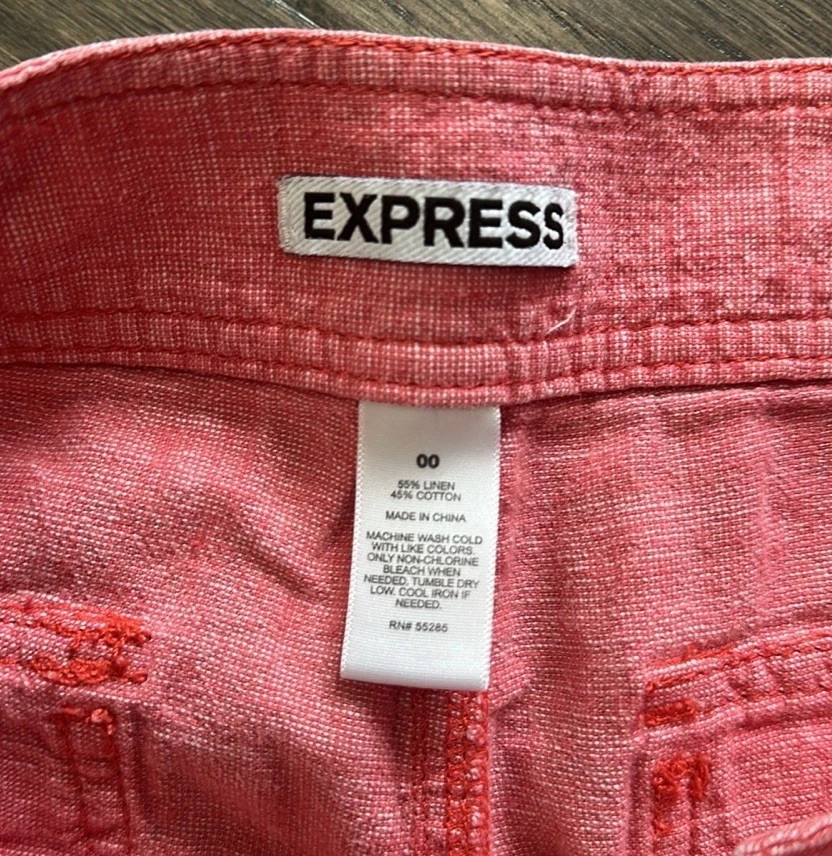 EXPRESS
00
55% LINEN
45% COTTON
MADE IN CHINA
MACHINE WASH COLD
WITH LIKE COLORS.
ONLY NON-CHLORINE
BLEACH WHEN
NEEDED. TUMBLE DRY
LOW. COOL IRON IF
NEEDED.
RN# 55285